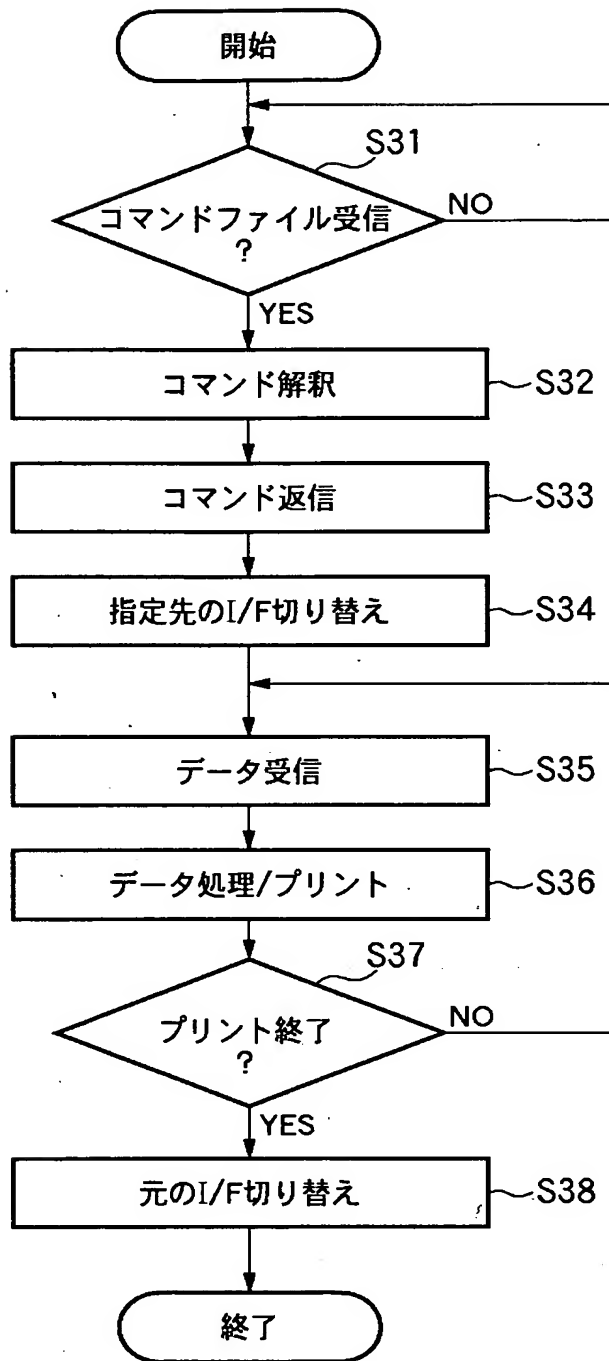 開始
S31
コマンドファイル受信
?
NO
YES
コマンド解釈
S32
コマンド返信
S33
指定先のI/F切り替え
S34
データ受信
S35
データ処理/プリント
S36
S37
プリント終了
?
NO
YES
元のI/F切り替え
S38
終了